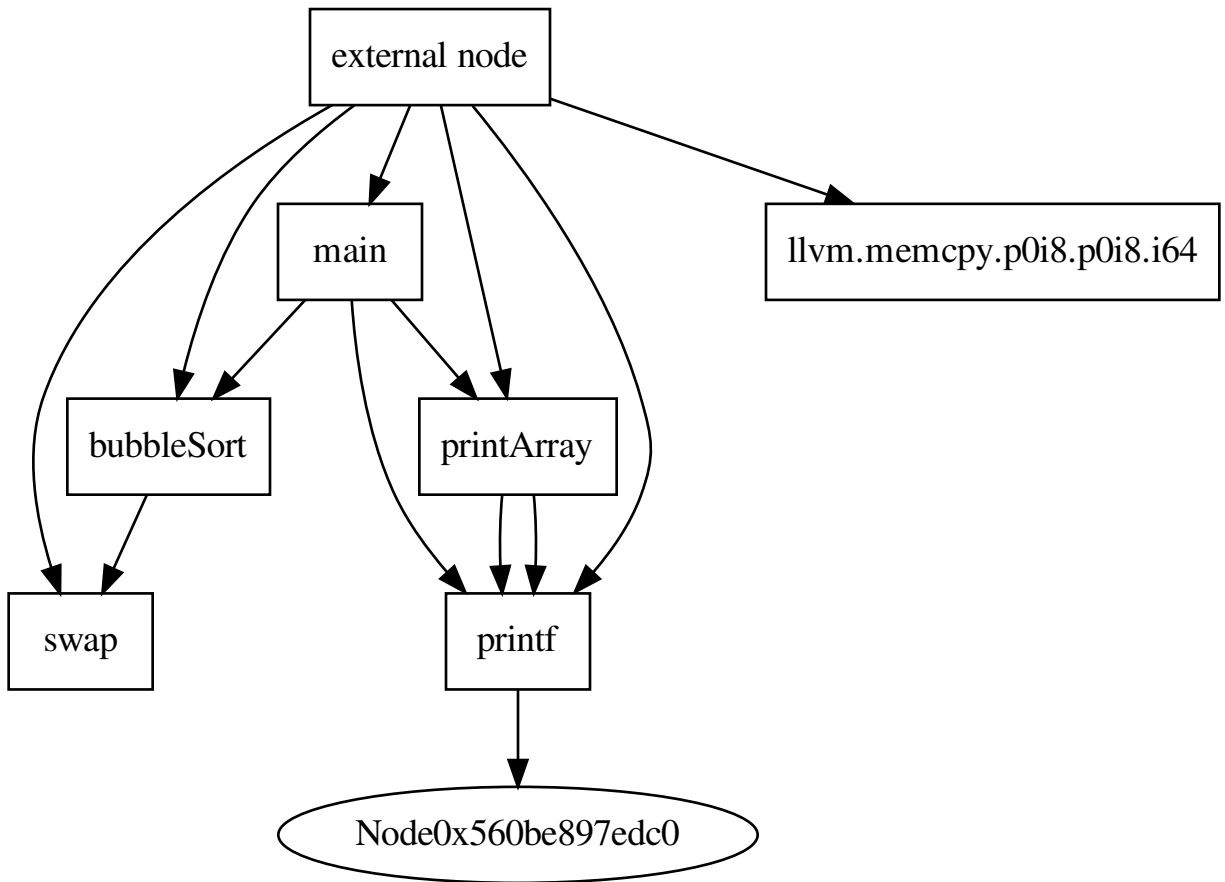 external node
main
llvm.memcpy.p0i8.p0i8.i64
bubbleSort
printArray
swap
printf
Node0x560be897edc0